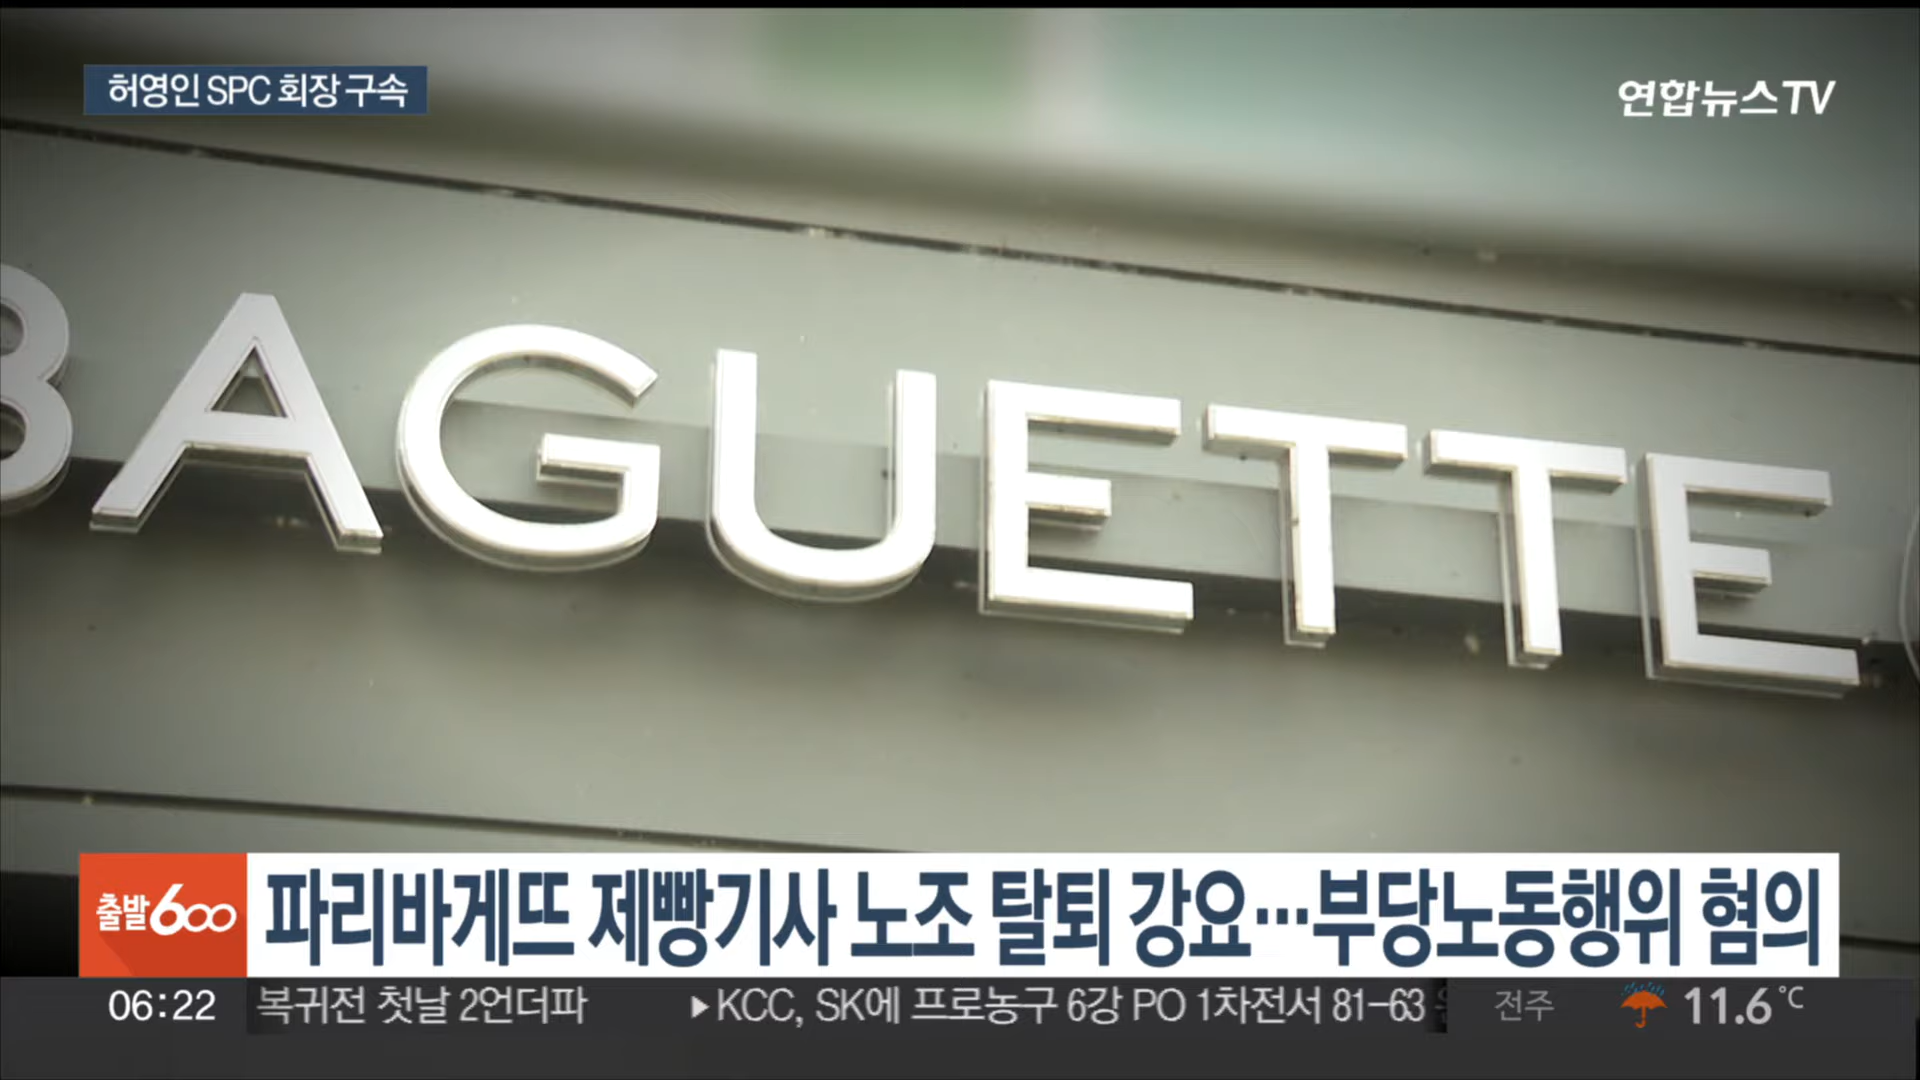 허영인 SPC 회장 구속
연합뉴스TV
BAGUETTE
출발600
파리바게뜨 제빵기사 노조 탈퇴 강요…부당노동행위 혐의
06:22 복귀전 첫날 2언더파 ▶KCC, SK에 프로농구 6강 PO 1차전서 81-63 전주 11.6℃